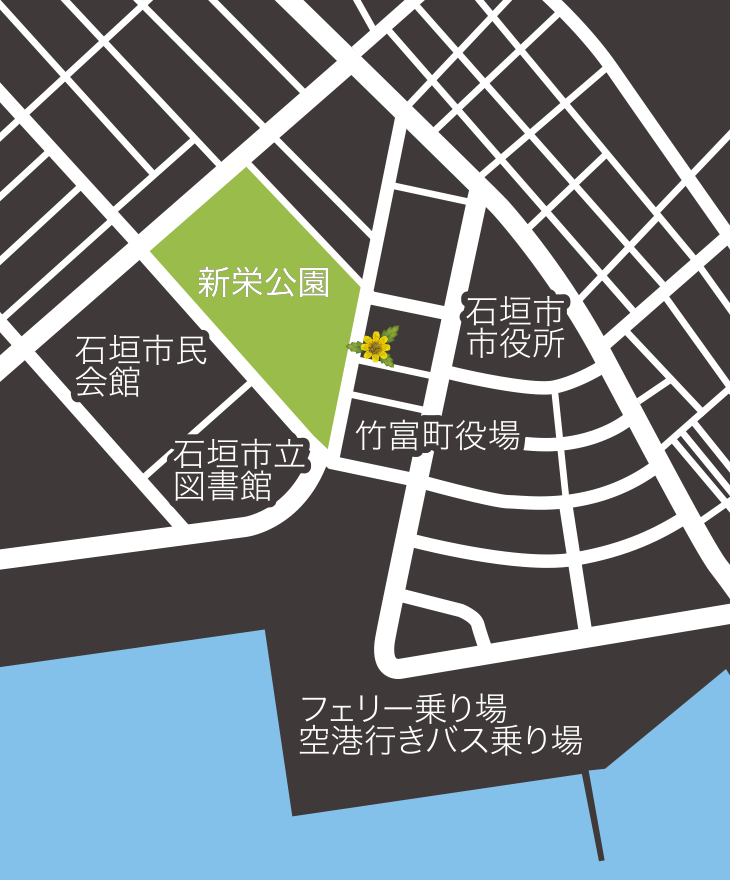 新栄公園
石垣市
市役所
石垣市民
会館
竹富町役場
石垣市立
図書館
フェリー乗り場
空港行きバス乗り場